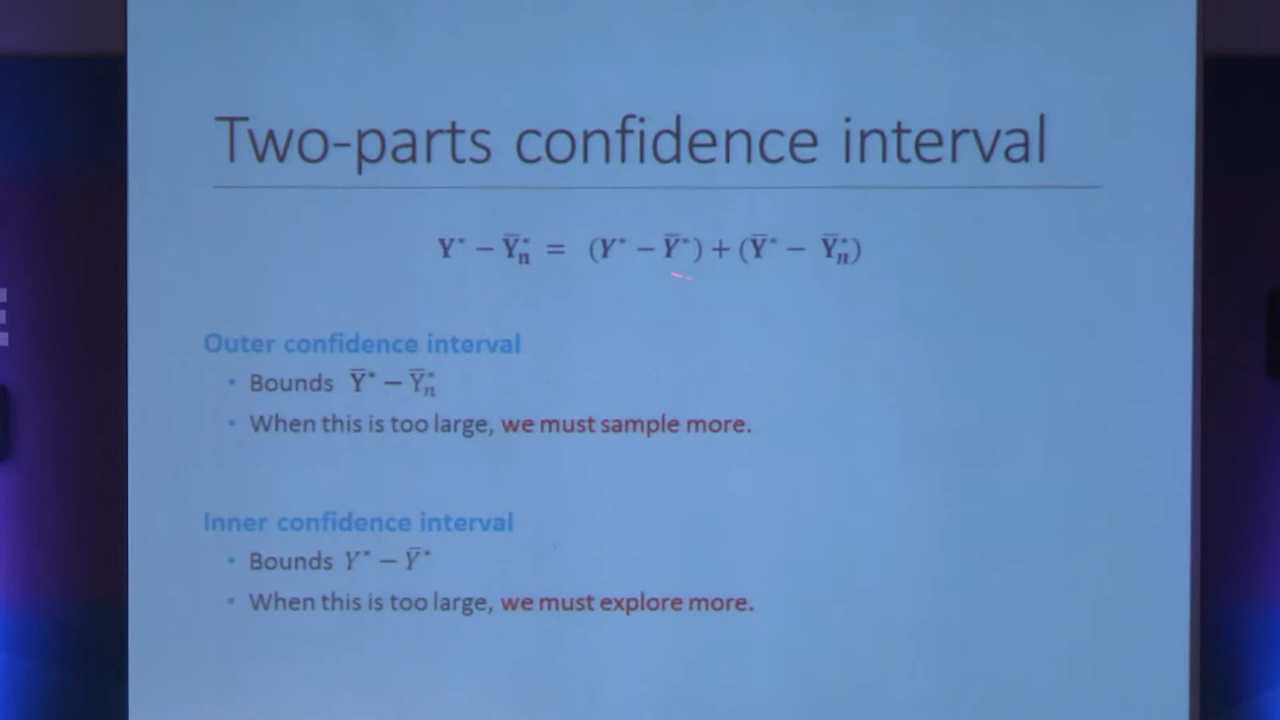 Two-parts confidence interval
Y* − Ȳ*ₙ = (Y* − Ȳ*) + (Ȳ* − Ȳ*ₙ)
Outer confidence interval
• Bounds Ȳ* − Ȳ*ₙ
• When this is too large, we must sample more.
Inner confidence interval
• Bounds Y* − Ȳ*
• When this is too large, we must explore more.